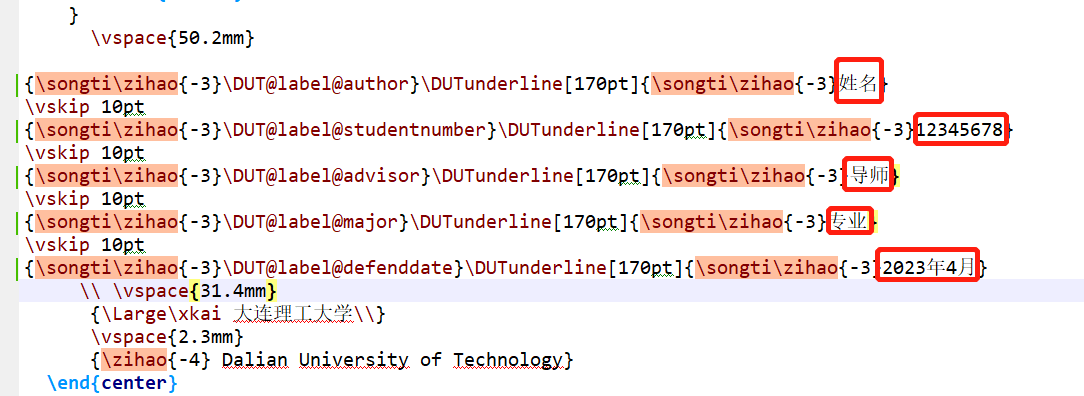 }
\vspace{50.2mm}
{\songti\zihao{-3}\DUT@label@author}\DUTunderline[170pt]{\songti\zihao{-3}姓名}
\vskip 10pt
{\songti\zihao{-3}\DUT@label@studentnumber}\DUTunderline[170pt]{\songti\zihao{-3}12345678}
\vskip 10pt
{\songti\zihao{-3}\DUT@label@advisor}\DUTunderline[170pt]{\songti\zihao{-3}导师}
\vskip 10pt
{\songti\zihao{-3}\DUT@label@major}\DUTunderline[170pt]{\songti\zihao{-3}专业}
\vskip 10pt
{\songti\zihao{-3}\DUT@label@defenddate}\DUTunderline[170pt]{\songti\zihao{-3}2023年4月}
\\ \vspace{31.4mm}
{\Large\xkai 大连理工大学\\}
\vspace{2.3mm}
{\zihao{-4} Dalian University of Technology}
\end{center}